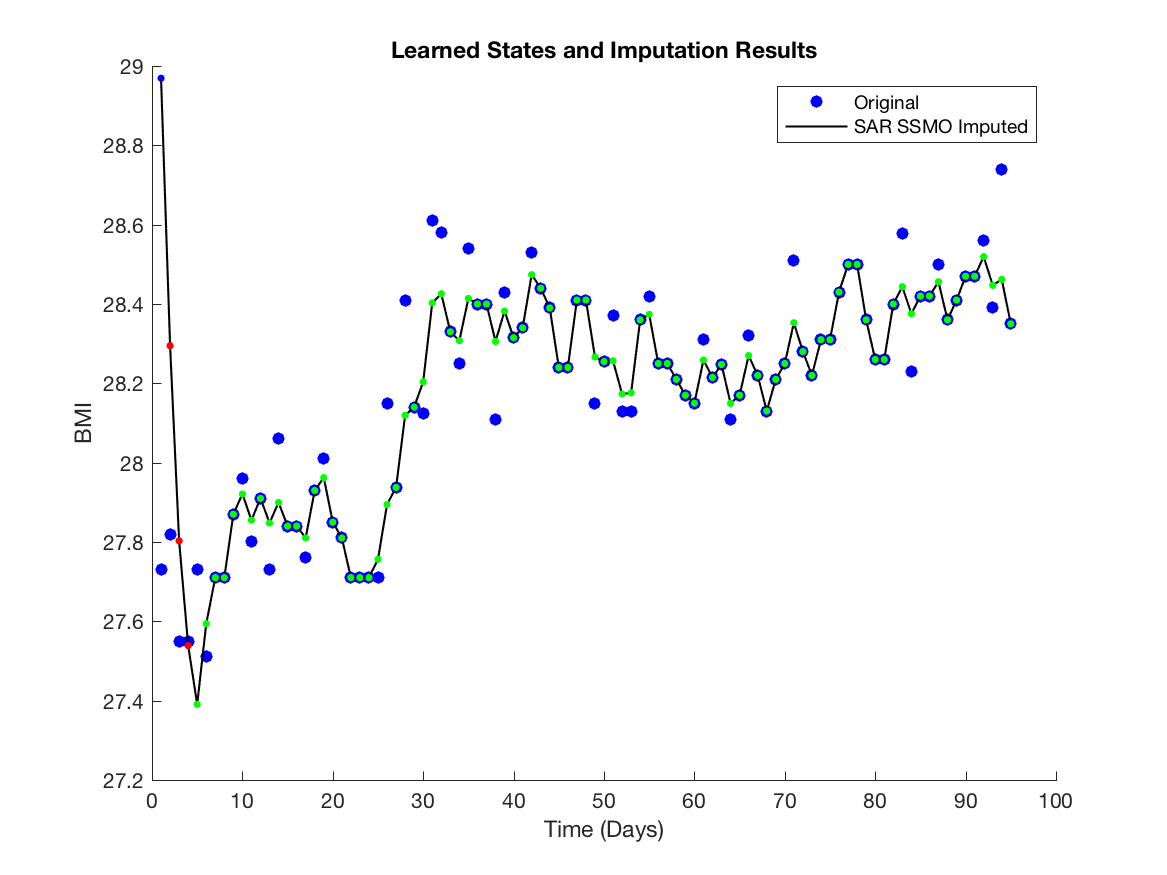 Learned States and Imputation Results
Original
SAR SSMO Imputed
29
28.8
28.6
28.4
28.2
28
27.8
27.6
27.4
27.2
BMI
0 10 20 30 40 50 60 70 80 90 100
Time (Days)